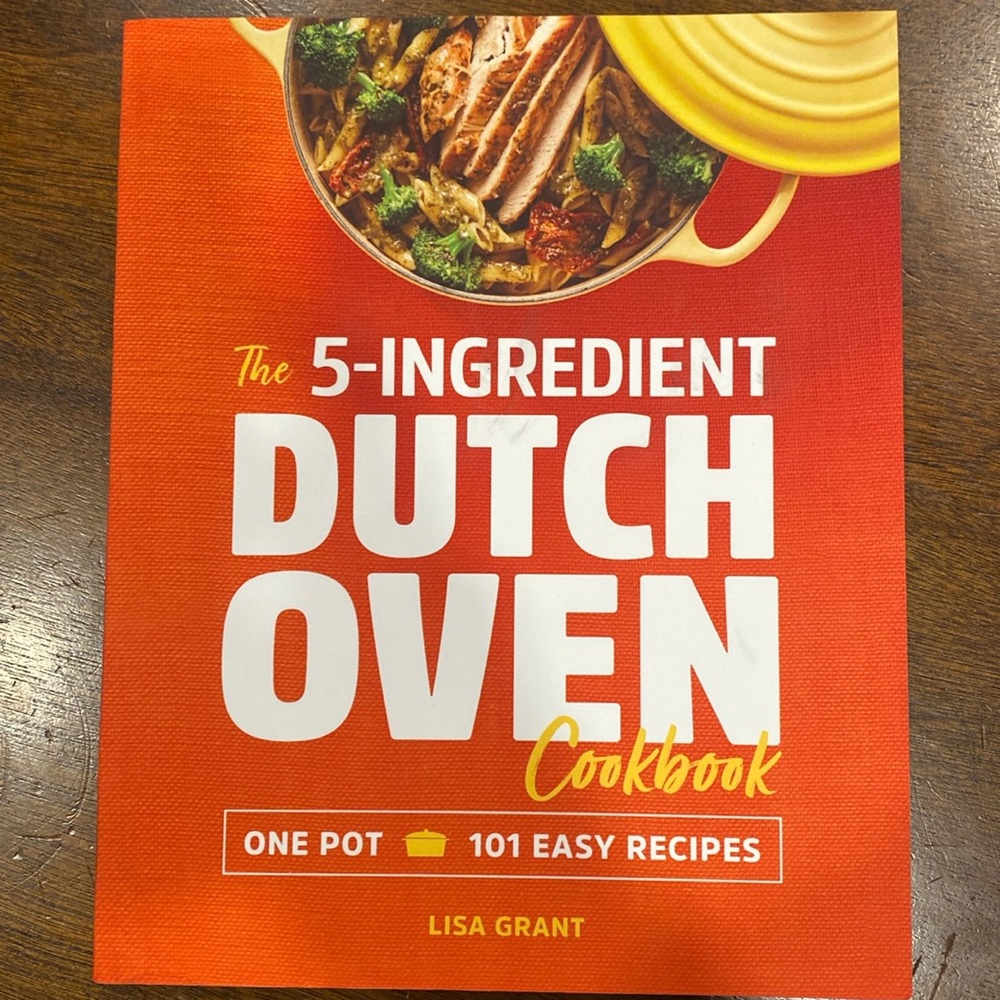 The 5-INGREDIENT
DUTCH
OVEN
Cookbook
ONE POT 101 EASY RECIPES
LISA GRANT